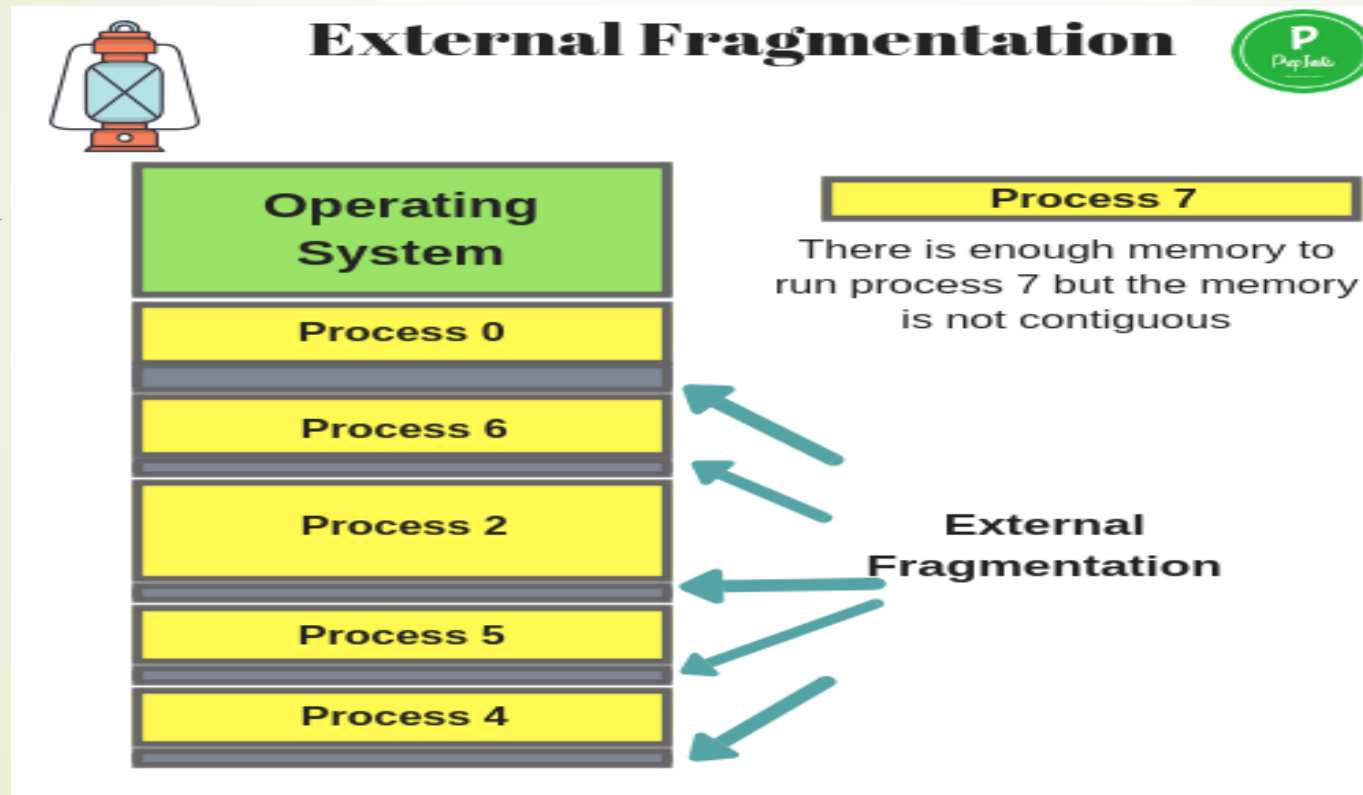 External Fragmentation
P
Operating
System
Process 0
Process 6
Process 2
Process 5
Process 4
Process 7
There is enough memory to
run process 7 but the memory
is not contiguous
External
Fragmentation